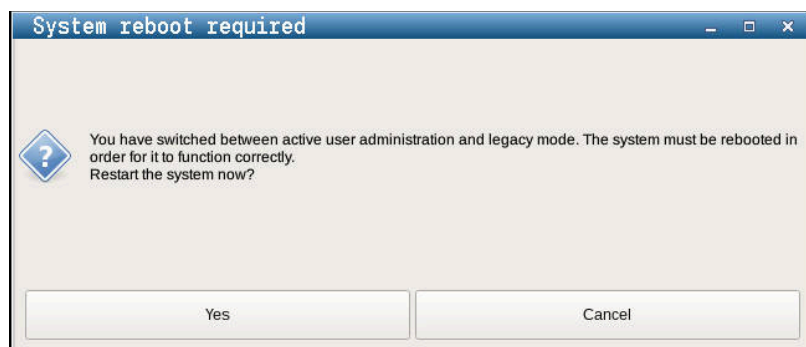 System reboot required
You have switched between active user administration and legacy mode. The system must be rebooted in
order for it to function correctly.
Restart the system now?
Yes
Cancel